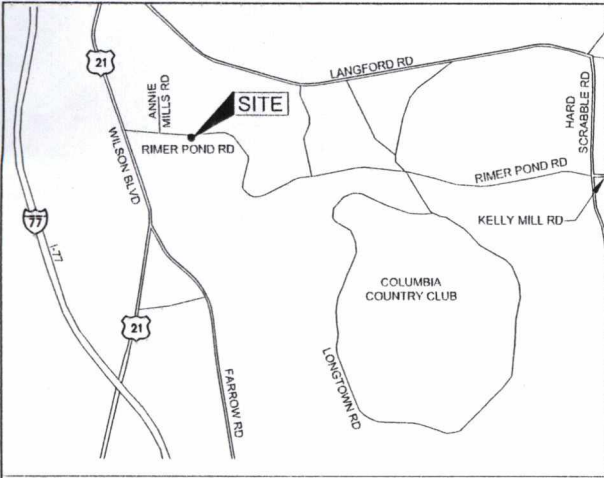 21
LANGFORD RD
ANNIE
MILLS RD
SITE
HARD
SCRABBLE RD
WILSON BLVD
RIMER POND RD
RIMER POND RD
KELLY MILL RD
77
I-77
COLUMBIA
COUNTRY CLUB
21
LONGTOWN RD
FARROW RD